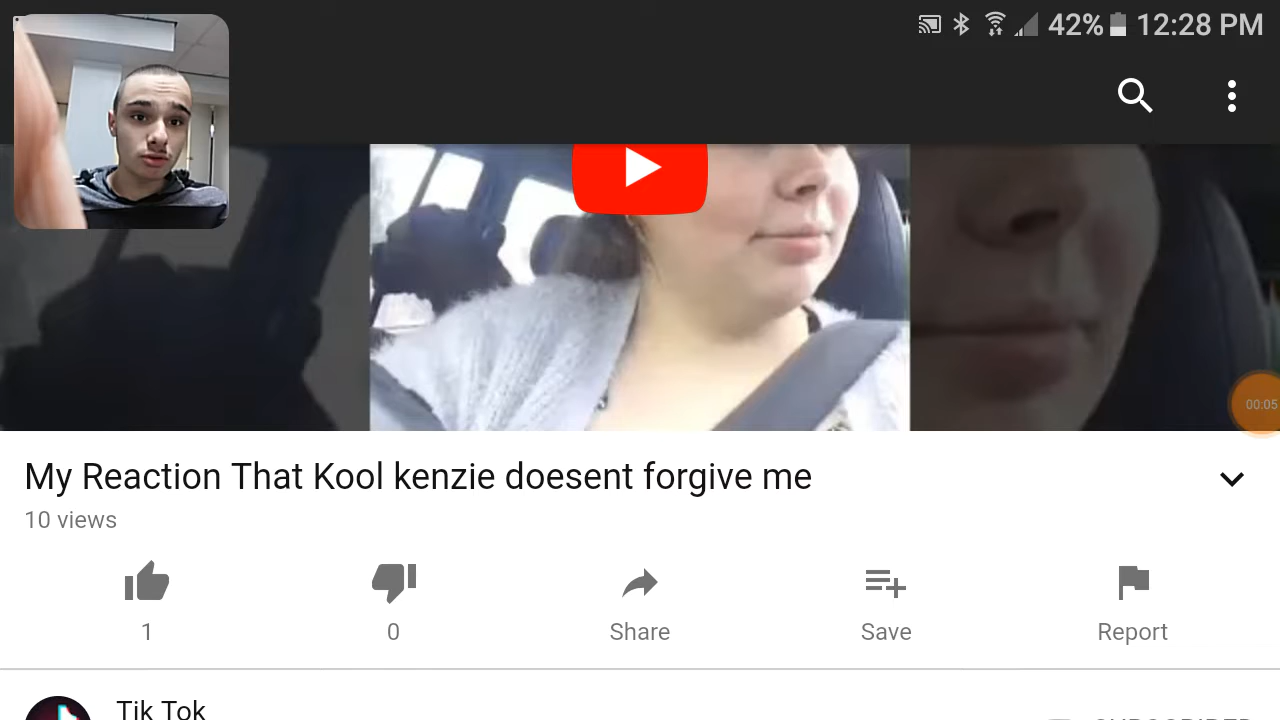 42% 12:28 PM
00:05
My Reaction That Kool kenzie doesent forgive me
10 views
1
0
Share
Save
Report
Tik Tok
SUBSCRIBED